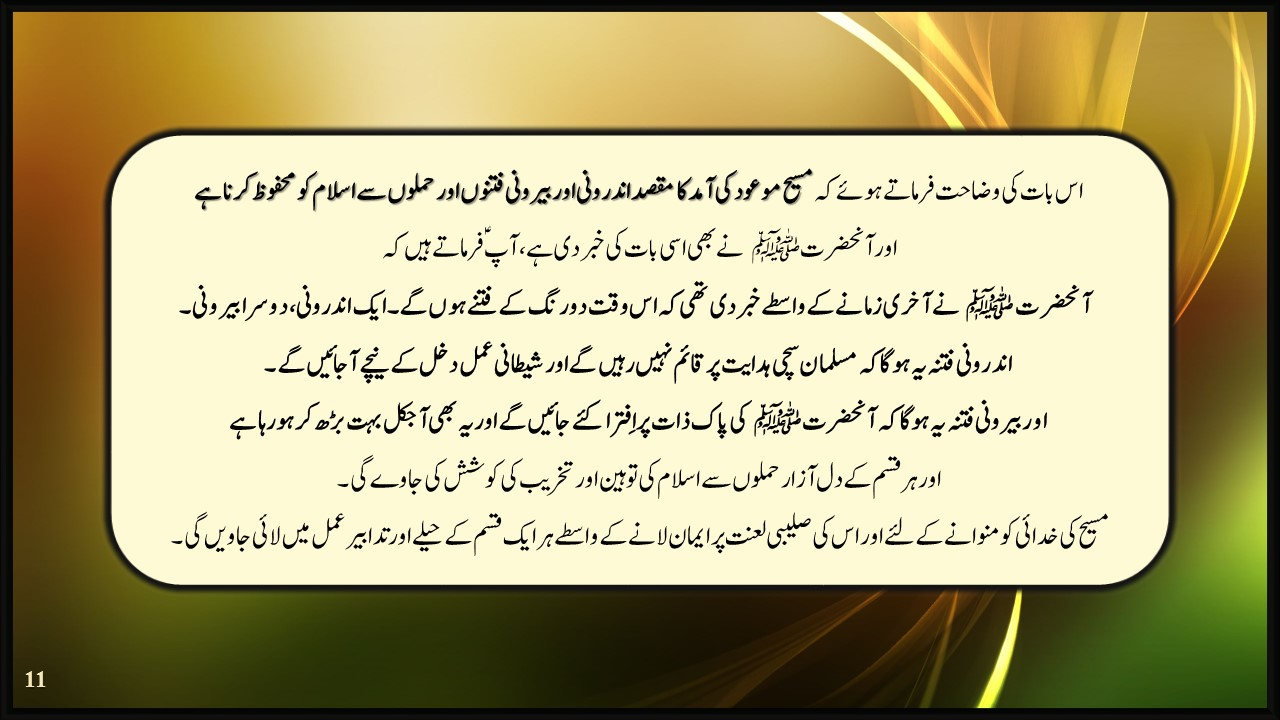 اس بات کی وضاحت فرماتے ہوئے کہ مسیح موعود کی آمد کا مقصد اندرونی اور بیرونی فتنوں اور حملوں سے اسلام کو محفوظ کرنا ہے
اور آنحضرت ﷺ نے بھی اسی بات کی خبر دی ہے، آپؑ فرماتے ہیں کہ
آنحضرت ﷺ نے آخری زمانے کے واسطے خبر دی تھی کہ اس وقت دو رنگ کے فتنے ہوں گے۔ ایک اندرونی، دوسرا بیرونی۔
اندرونی فتنہ یہ ہو گا کہ مسلمان سچی ہدایت پر قائم نہیں رہیں گے اور شیطانی عمل دخل کے نیچے آ جائیں گے۔
اور بیرونی فتنہ یہ ہوگا کہ آنحضرت ﷺ کی پاک ذات پر اِفترا کئے جائیں گے اور یہ بھی آجکل بہت بڑھ کر ہو رہا ہے
اور ہر قسم کے دل آزار حملوں سے اسلام کی توہین اور تخریب کی کوشش کی جاوے گی۔
مسیح کی خدائی کو منوانے کے لئے اور اس کی صلیبی لعنت پر ایمان لانے کے واسطے ہر ایک قسم کے حیلے اور تدابیر عمل میں لائی جاویں گی۔
11